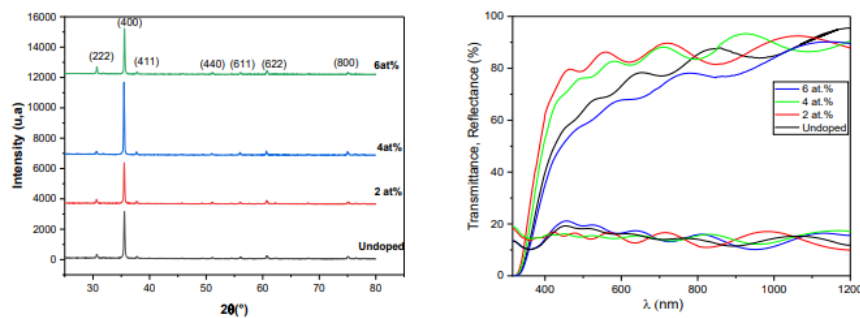 16000
14000
12000
10000
8000
6000
4000
2000
0
Intensity (u,a)
(400)
(222)
(411)
(440)
(611)
(622)
(800)
6at%
4at%
2 at%
Undoped
30
40
50
60
70
80
2θ(°)
100
80
60
40
20
0
Transmittance, Reflectance (%)
6 at.%
4 at.%
2 at.%
Undoped
400
600
800
1000
1200
λ (nm)